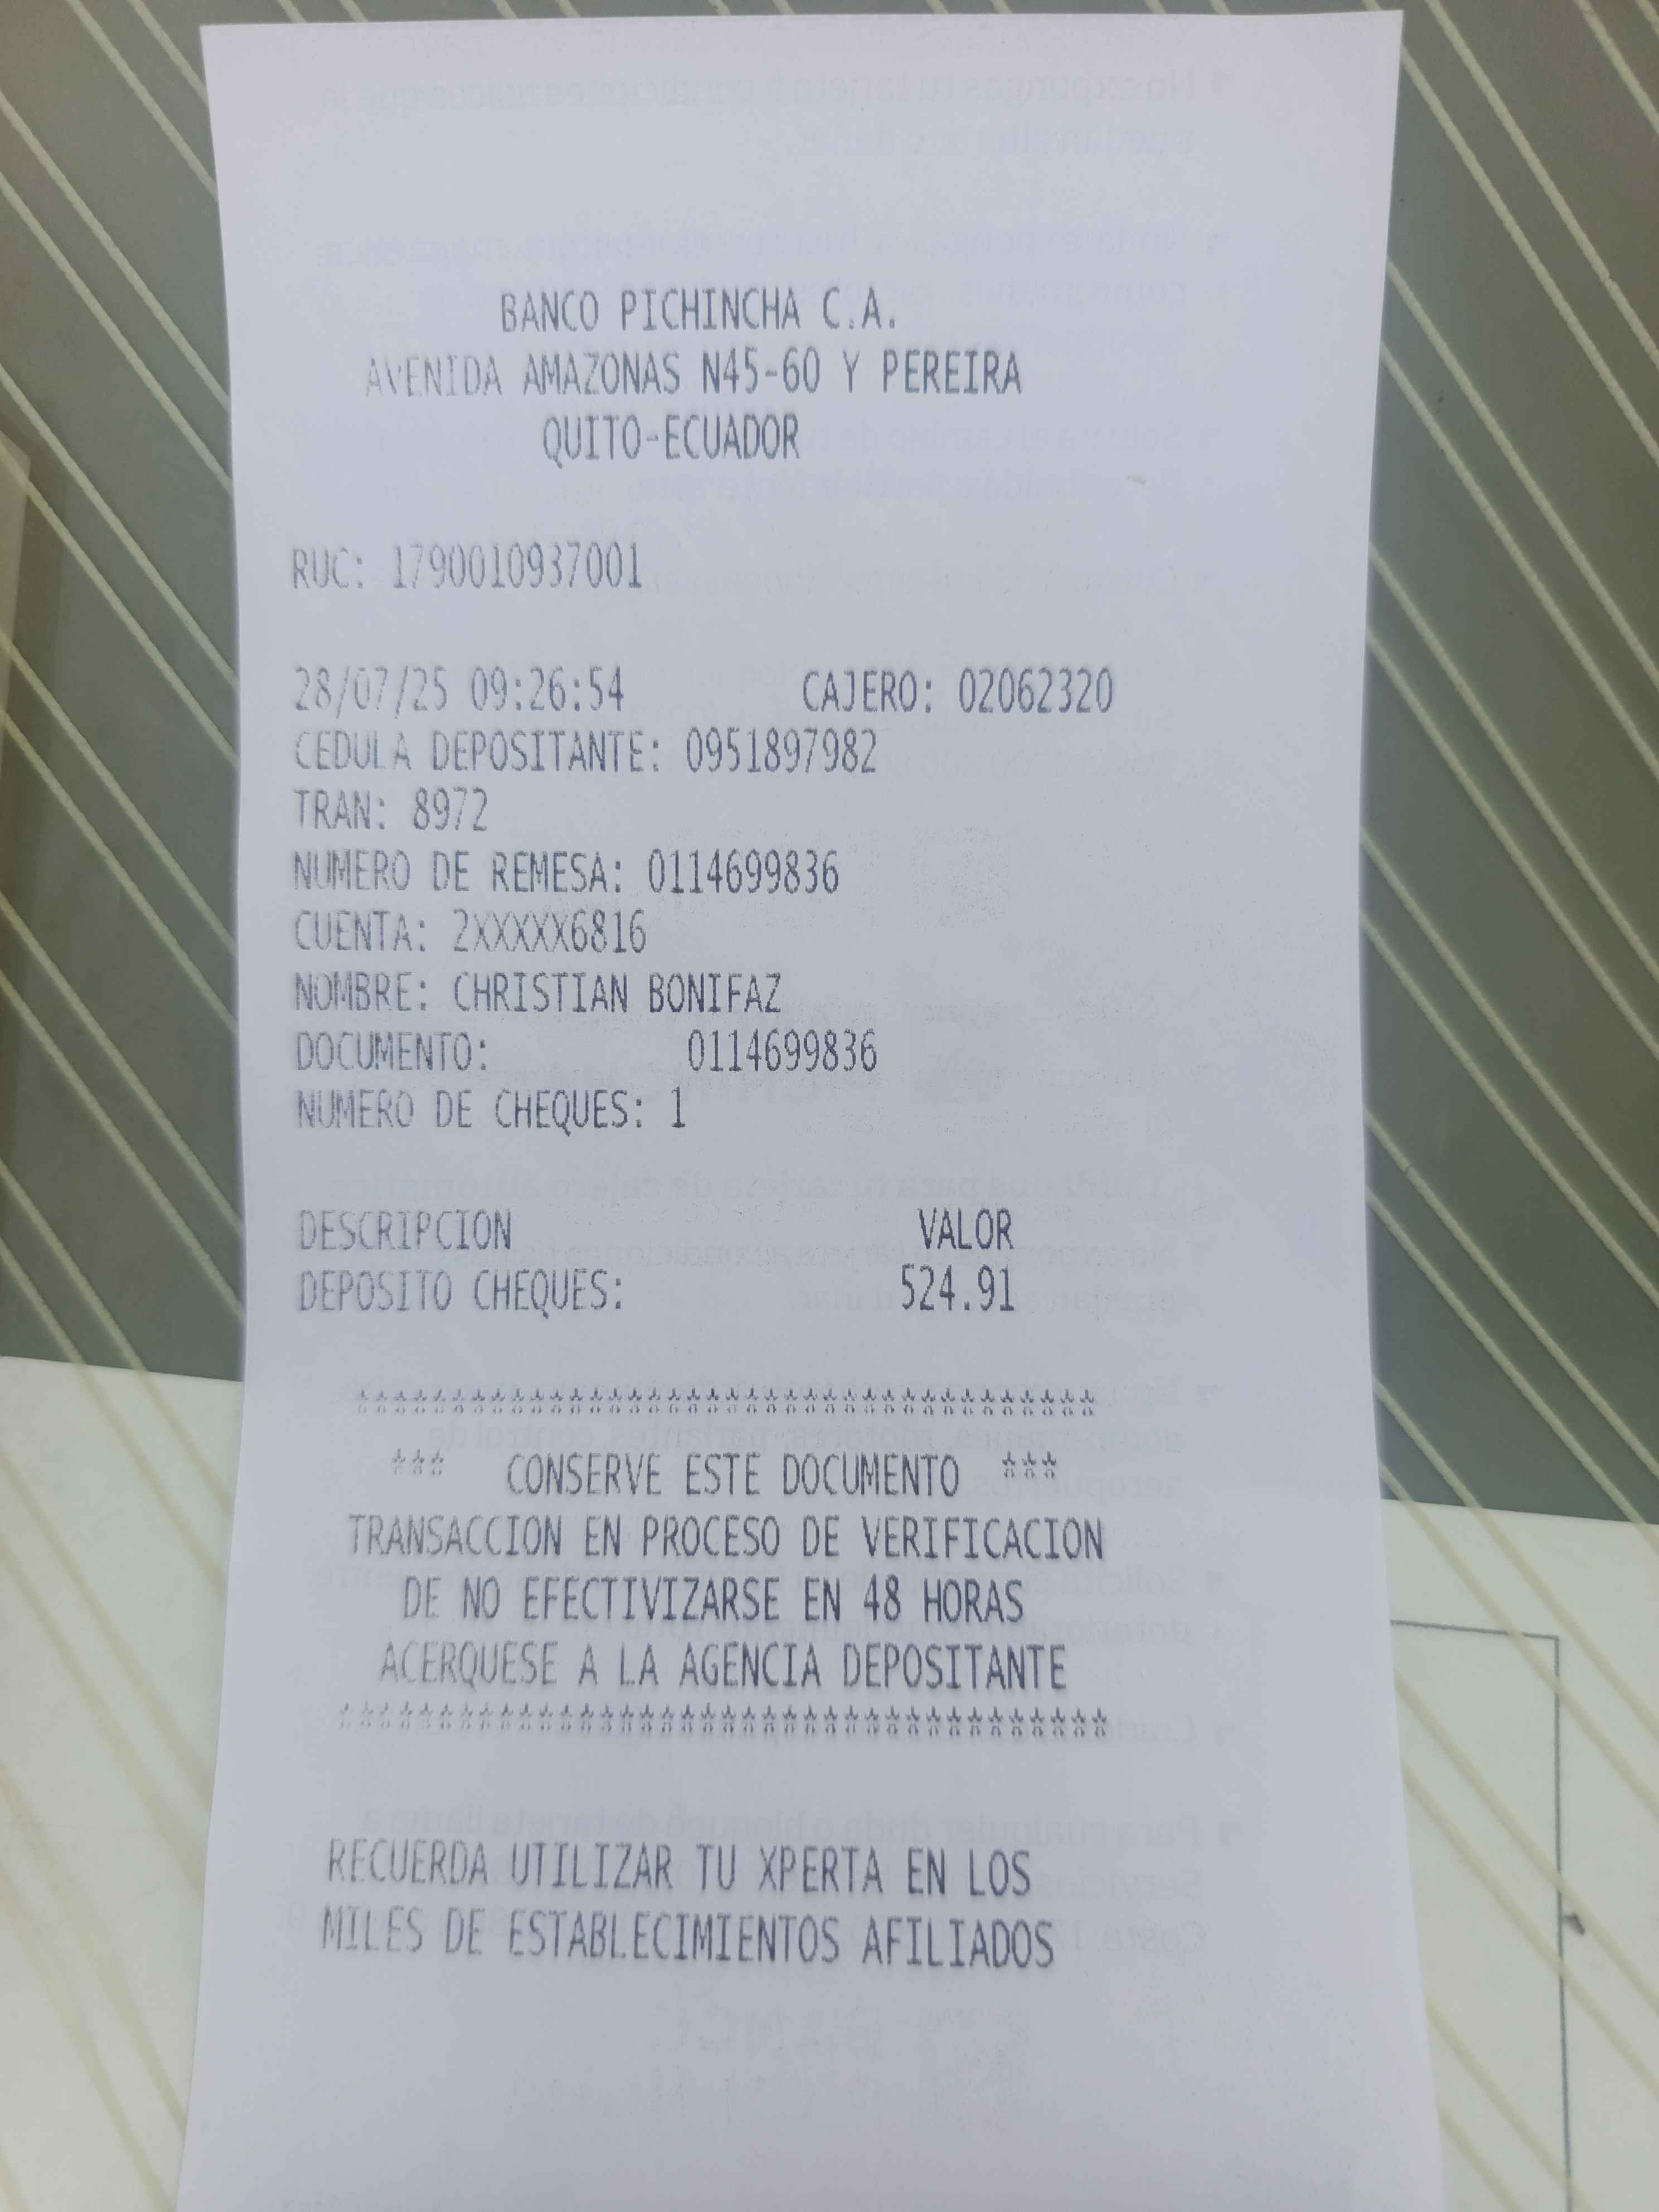 BANCO PICHINCHA C.A.
AVENIDA AMAZONAS N45-60 Y PEREIRA
QUITO-ECUADOR
RUC: 1790010937001
28/07/25 09:26:54 CAJERO: 02062320
CEDULA DEPOSITANTE: 0951897982
TRAN: 8972
NUMERO DE REMESA: 0114699836
CUENTA: 2XXXXX6816
NOMBRE: CHRISTIAN BONIFAZ
DOCUMENTO: 0114699836
NUMERO DE CHEQUES: 1
DESCRIPCION VALOR
DEPOSITO CHEQUES: 524.91
***************************************
*** CONSERVE ESTE DOCUMENTO ***
TRANSACCION EN PROCESO DE VERIFICACION
DE NO EFECTIVIZARSE EN 48 HORAS
ACERQUESE A LA AGENCIA DEPOSITANTE
***************************************
RECUERDA UTILIZAR TU XPERTA EN LOS
MILES DE ESTABLECIMIENTOS AFILIADOS